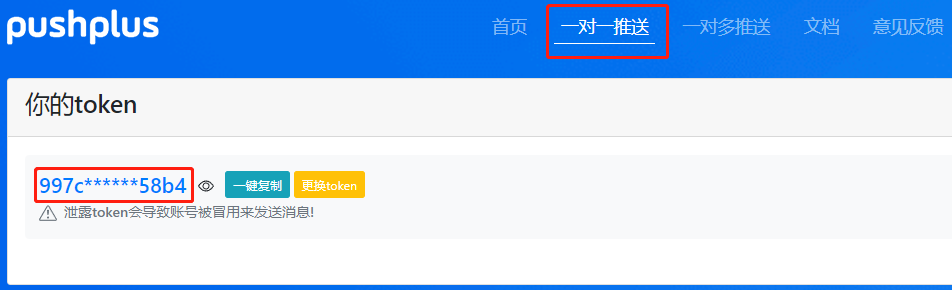 pushplus 首页 一对一推送 一对多推送 文档 意见反馈
你的token
997c******58b4 一键复制 更换token
泄露token会导致账号被冒用来发送消息!